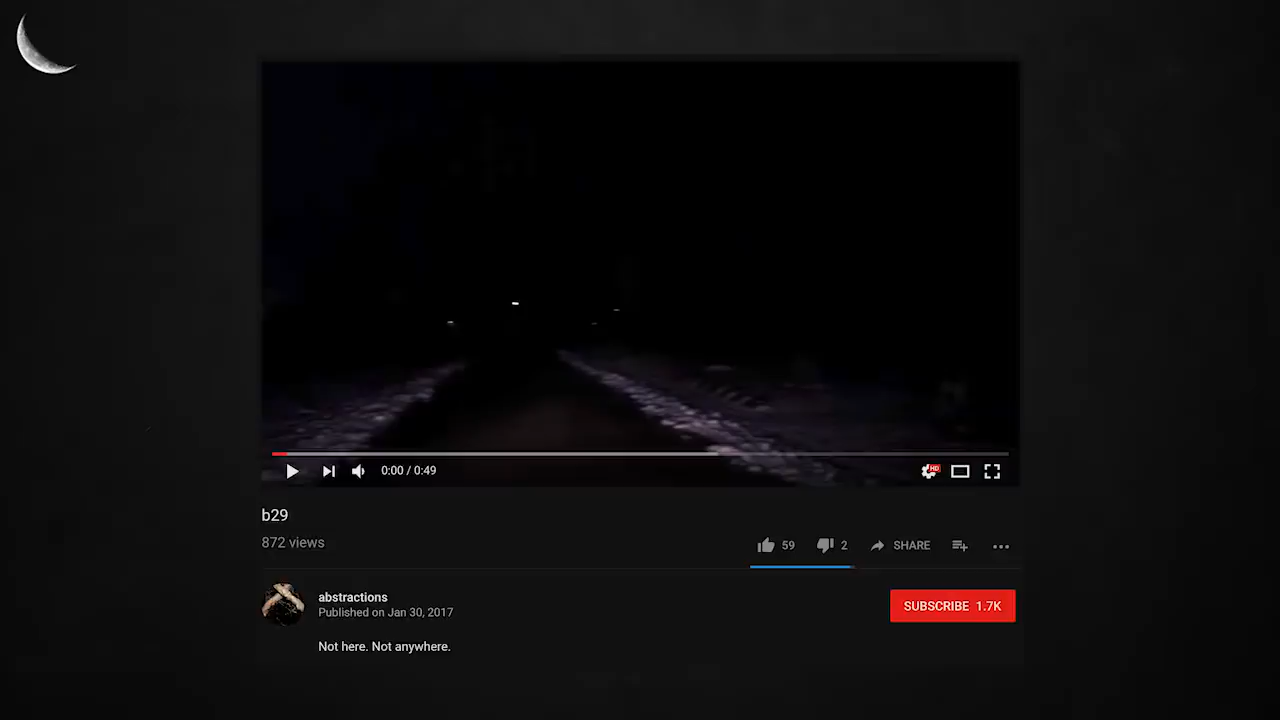 0:00 / 0:49
HD
b29
872 views
59
2
SHARE
abstractions
Published on Jan 30, 2017
SUBSCRIBE 1.7K
Not here. Not anywhere.